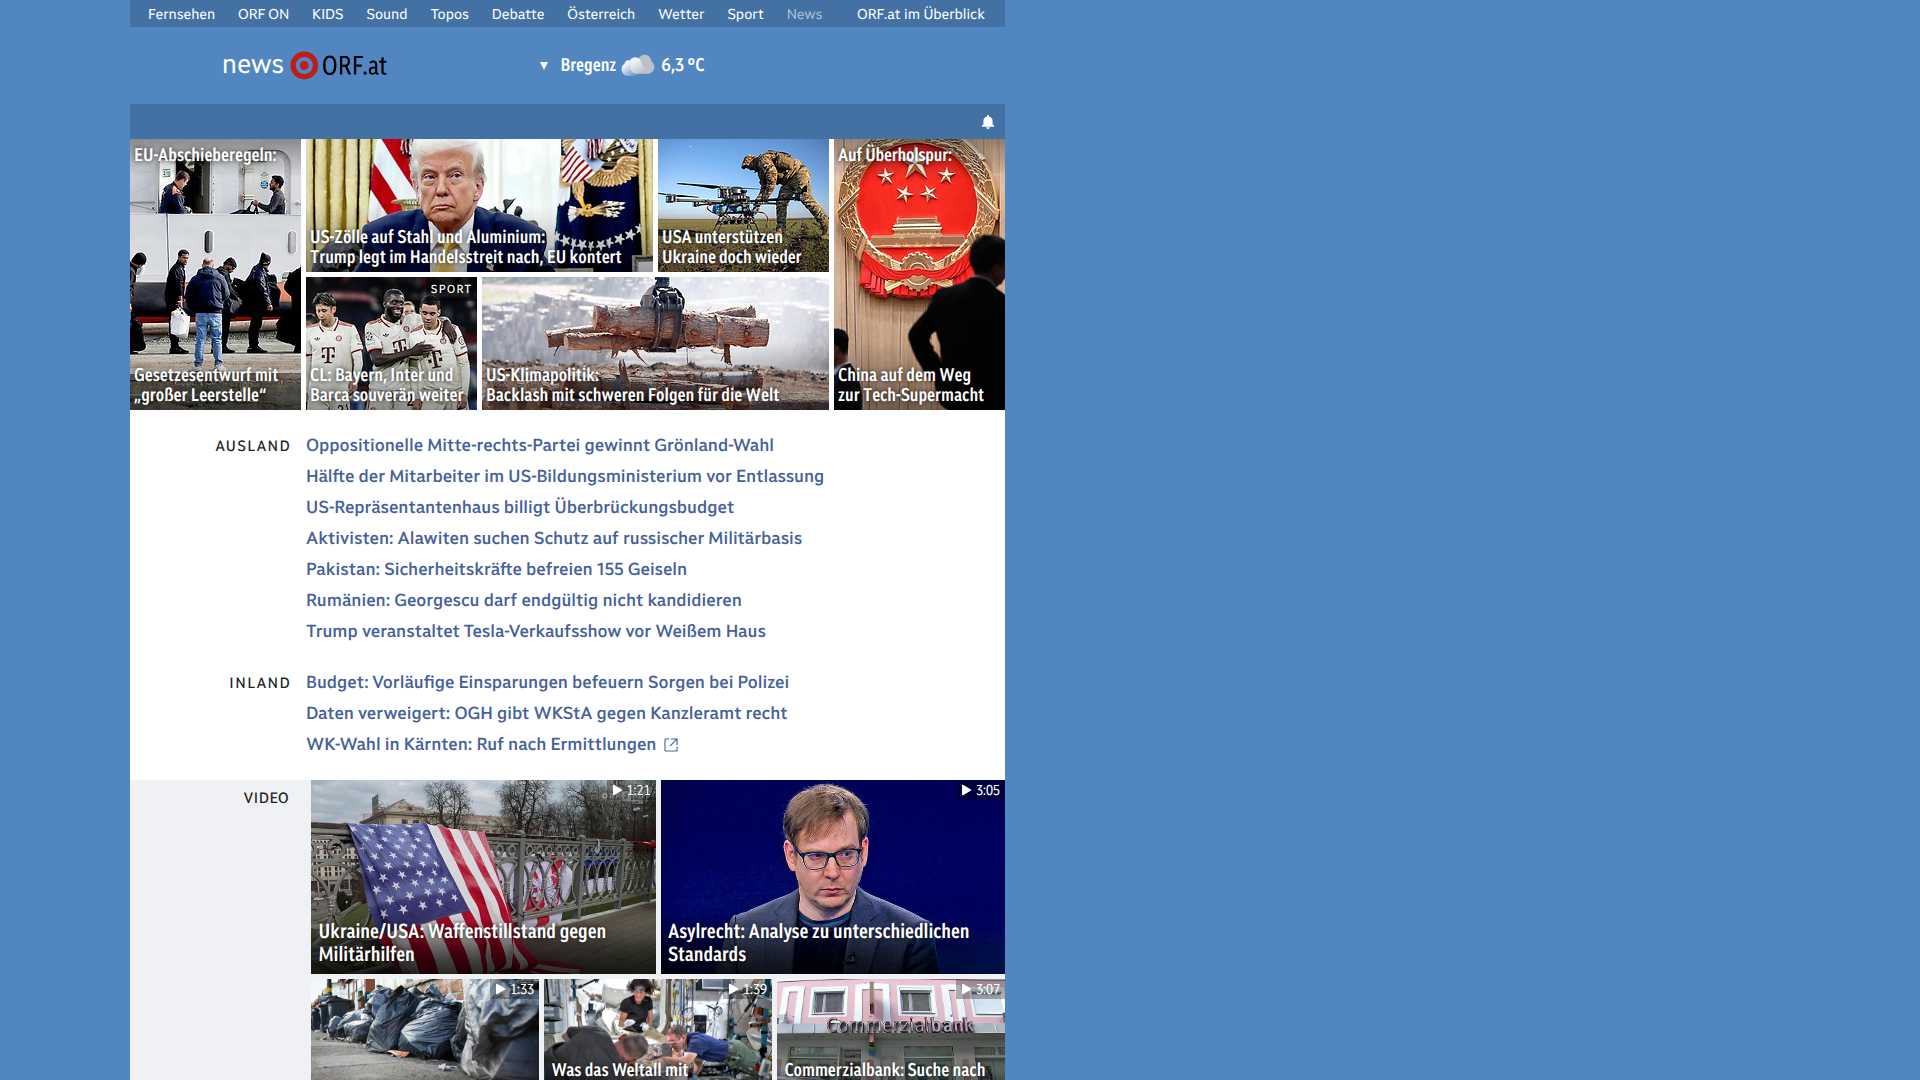 Fernsehen ORF ON KIDS Sound Topos Debatte Österreich Wetter Sport News ORF.at im Überblick
news ORF.at
▼ Bregenz 6,3 °C
EU-Abschieberegeln:
Gesetzesentwurf mit
„großer Leerstelle“
US-Zölle auf Stahl und Aluminium:
Trump legt im Handelsstreit nach, EU kontert
USA unterstützen
Ukraine doch wieder
Auf Überholspur:
China auf dem Weg
zur Tech-Supermacht
SPORT
CL: Bayern, Inter und
Barca souverän weiter
US-Klimapolitik:
Backlash mit schweren Folgen für die Welt
AUSLAND
Oppositionelle Mitte-rechts-Partei gewinnt Grönland-Wahl
Hälfte der Mitarbeiter im US-Bildungsministerium vor Entlassung
US-Repräsentantenhaus billigt Überbrückungsbudget
Aktivisten: Alawiten suchen Schutz auf russischer Militärbasis
Pakistan: Sicherheitskräfte befreien 155 Geiseln
Rumänien: Georgescu darf endgültig nicht kandidieren
Trump veranstaltet Tesla-Verkaufsshow vor Weißem Haus
INLAND
Budget: Vorläufige Einsparungen befeuern Sorgen bei Polizei
Daten verweigert: OGH gibt WKStA gegen Kanzleramt recht
WK-Wahl in Kärnten: Ruf nach Ermittlungen
VIDEO
1:21
Ukraine/USA: Waffenstillstand gegen
Militärhilfen
3:05
Asylrecht: Analyse zu unterschiedlichen
Standards
1:33
1:39
Was das Weltall mit
3:07
Commerzialbank
Commerzialbank: Suche nach